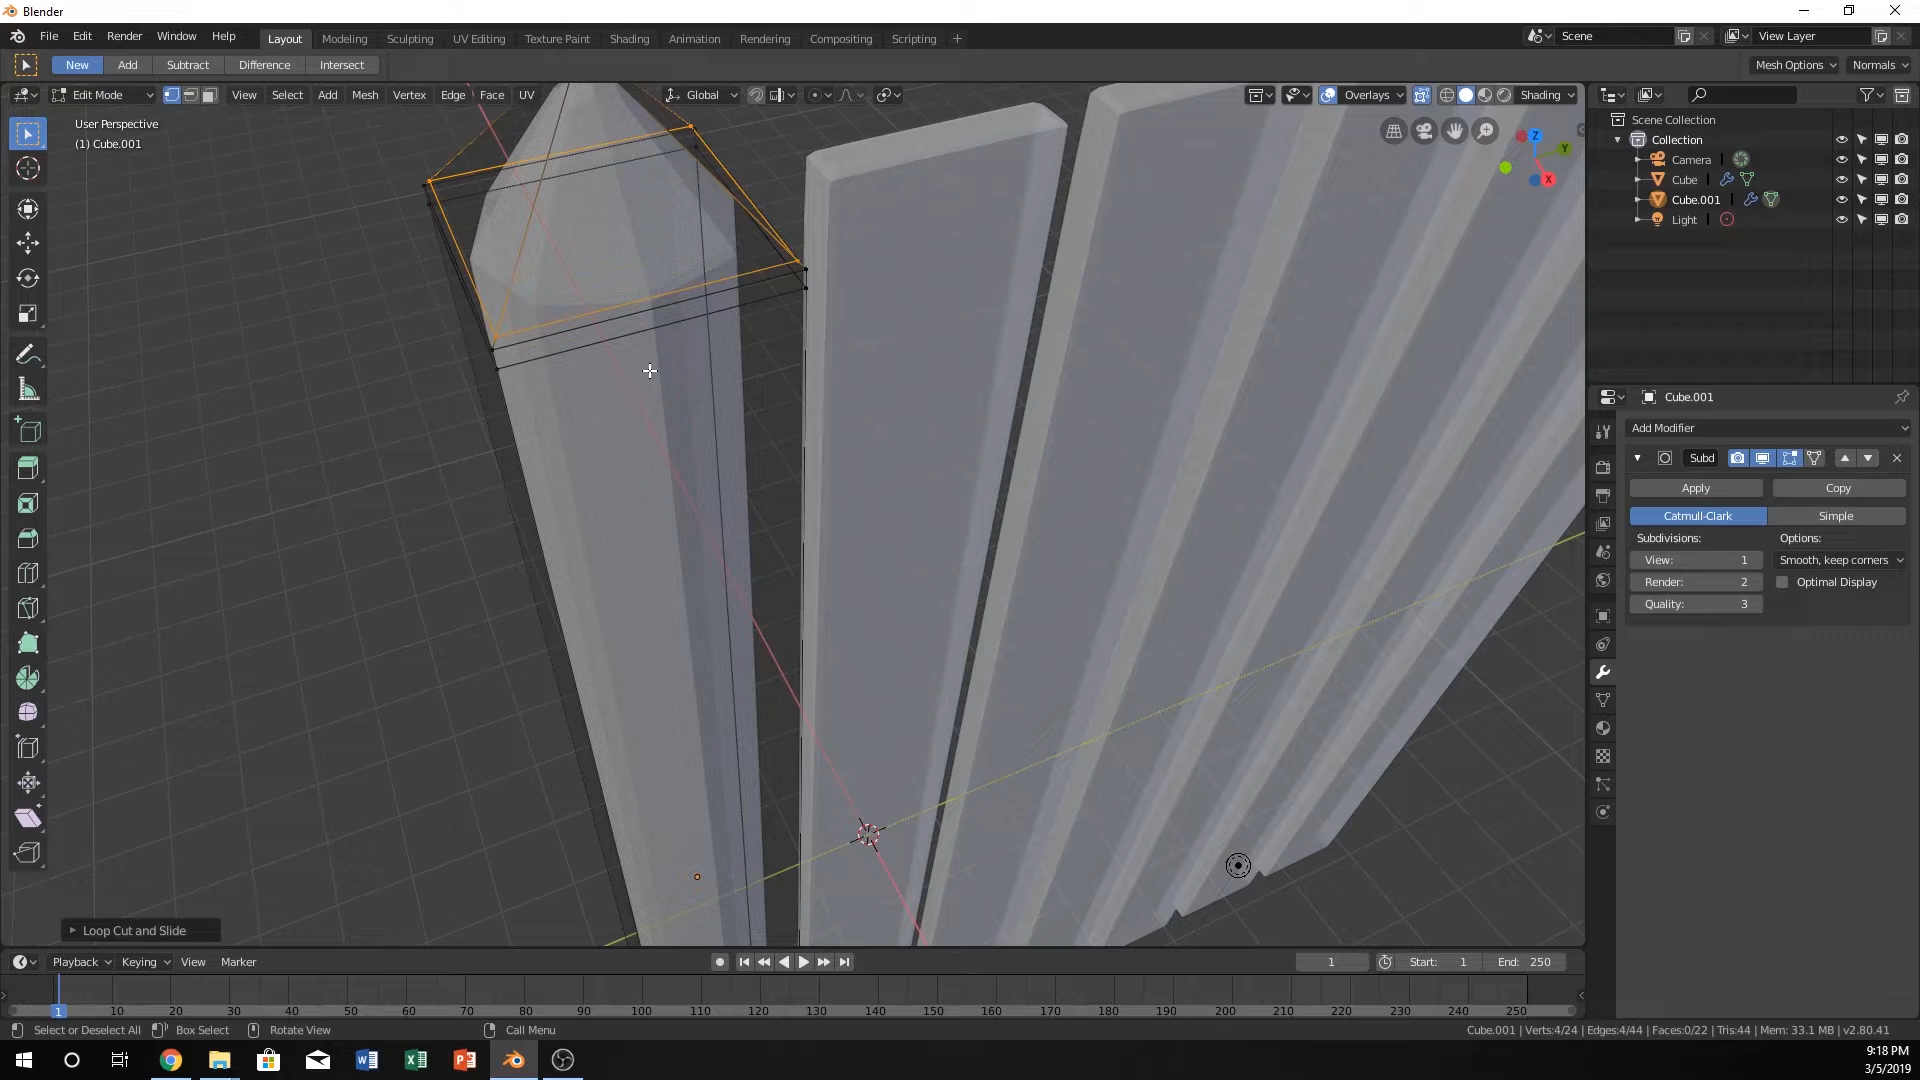 Blender
File Edit Render Window Help Layout Modeling Sculpting UV Editing Texture Paint Shading Animation Rendering Compositing Scripting + Scene View Layer
New Add Subtract Difference Intersect Mesh Options Normals
Edit Mode View Select Add Mesh Vertex Edge Face UV Global Overlays Shading
User Perspective
(1) Cube.001
Z
Y
X
Scene Collection
Collection
Camera
Cube
Cube.001
Light
Cube.001
Add Modifier
Subd
Apply Copy
Catmull-Clark Simple
Subdivisions: Options:
View: 1 Smooth, keep corners
Render: 2 Optimal Display
Quality: 3
Loop Cut and Slide
Playback Keying View Marker 1 Start: 1 End: 250
1 10 20 30 40 50 60 70 80 90 100 110 120 130 140 150 160 170 180 190 200 210 220 230 240 250
Select or Deselect All Box Select Rotate View Call Menu Cube.001 | Verts:4/24 | Edges:4/44 | Faces:0/22 | Tris:44 | Mem: 33.1 MB | v2.80.41
9:18 PM
3/5/2019